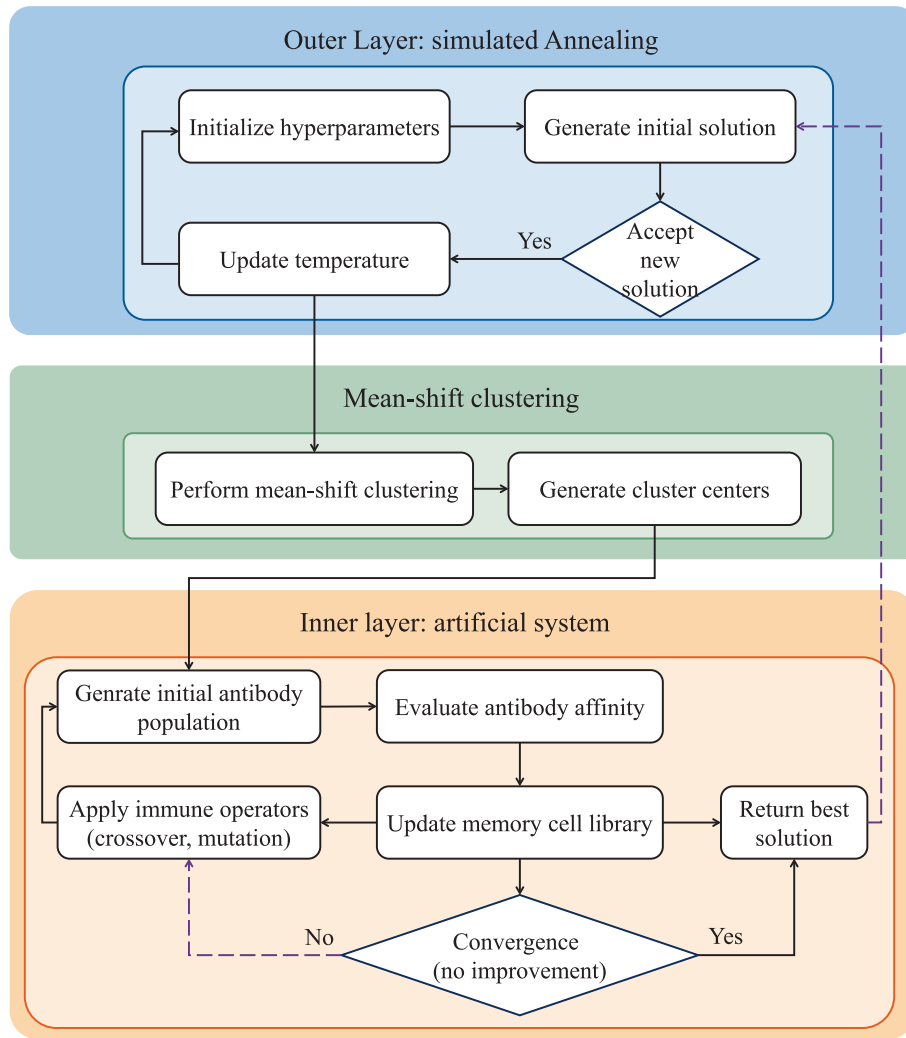 Outer Layer: simulated Annealing
Initialize hyperparameters
Generate initial solution
Update temperature
Yes
Accept
new
solution
Mean-shift clustering
Perform mean-shift clustering
Generate cluster centers
Inner layer: artificial system
Genrate initial antibody
population
Evaluate antibody affinity
Apply immune operators
(crossover, mutation)
Update memory cell library
Return best
solution
No
Convergence
(no improvement)
Yes